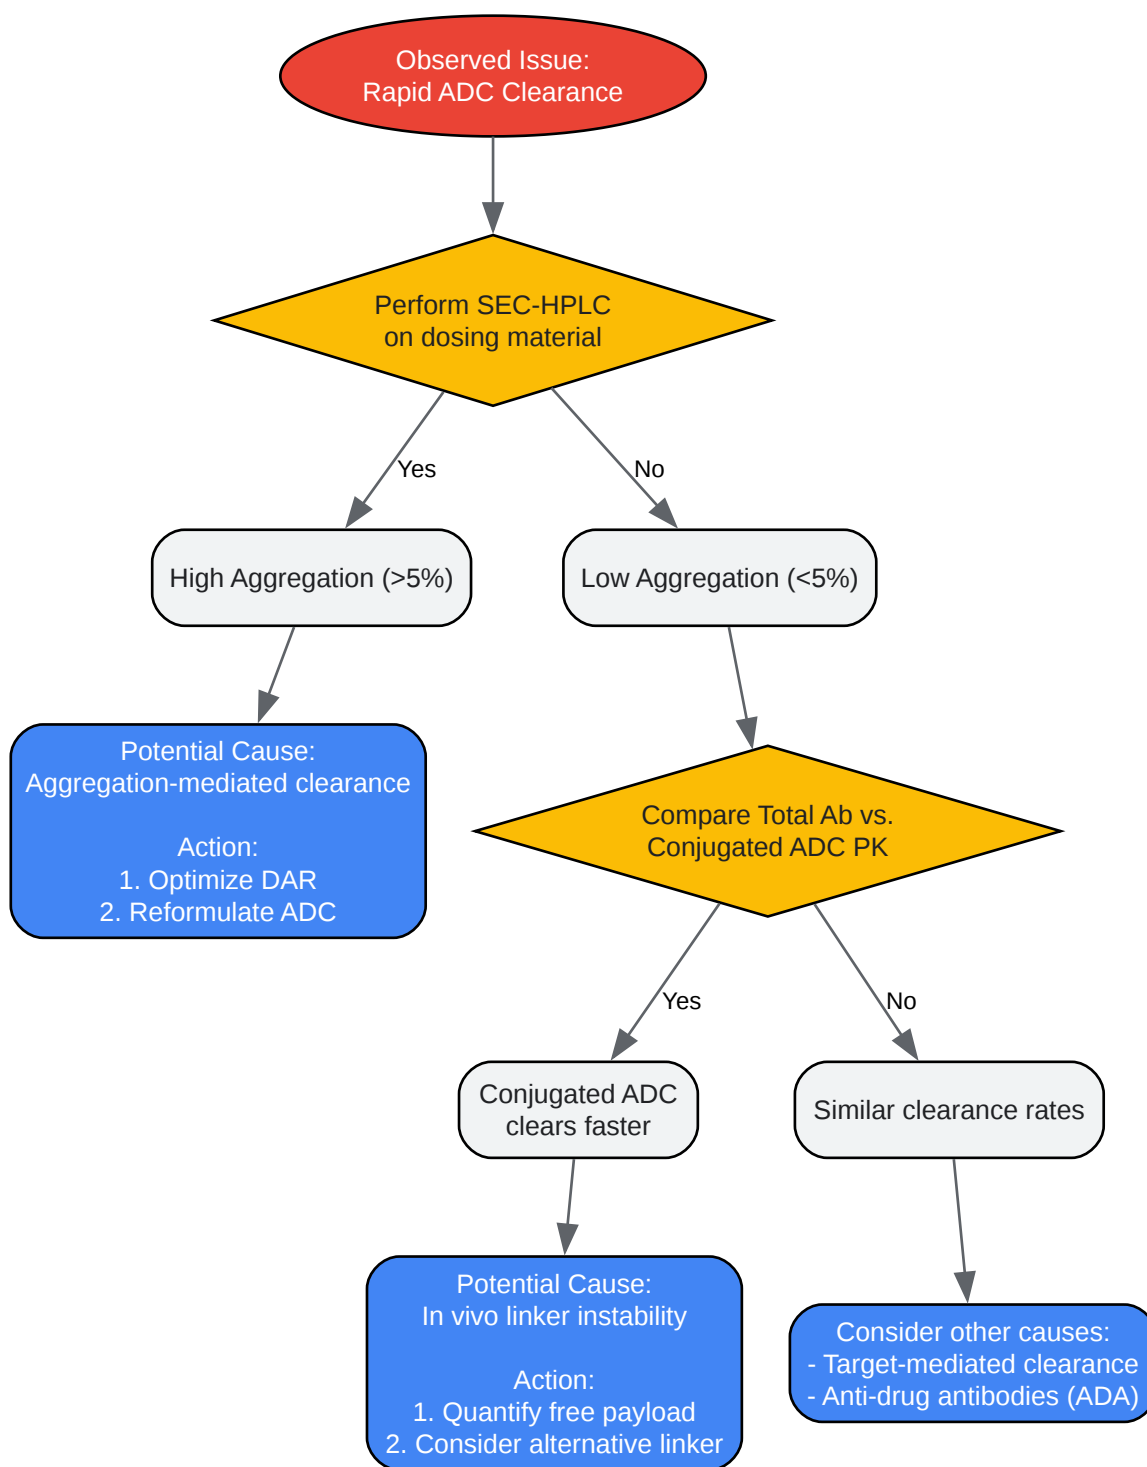 Observed Issue:
Rapid ADC Clearance
Perform SEC-HPLC
on dosing material
Yes
No
High Aggregation (>5%)
Low Aggregation (<5%)
Potential Cause:
Aggregation-mediated clearance
Action:
1. Optimize DAR
2. Reformulate ADC
Compare Total Ab vs.
Conjugated ADC PK
Yes
No
Conjugated ADC
clears faster
Similar clearance rates
Potential Cause:
In vivo linker instability
Action:
1. Quantify free payload
2. Consider alternative linker
Consider other causes:
- Target-mediated clearance
- Anti-drug antibodies (ADA)